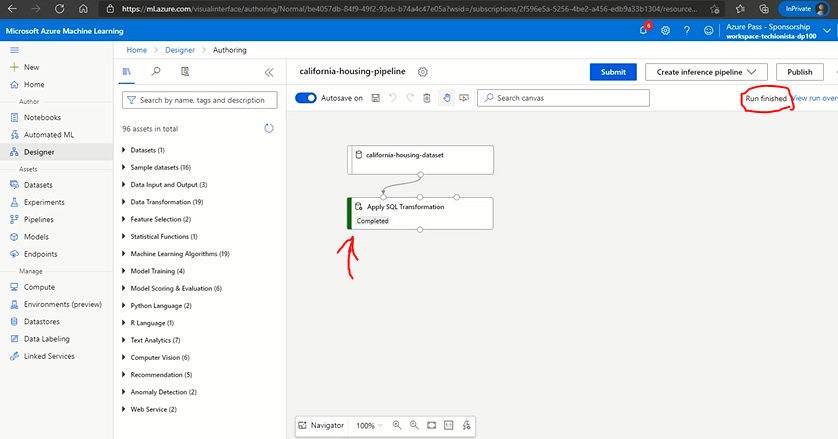 https://ml.azure.com/visualinterface/authoring/Normal/be4057db-84f9-49f2-93cb-b74a4c47e05a?wsid=/subscriptions/2f596e5a-5256-4be2-a456-edb9a33b1304/resource...
InPrivate
Microsoft Azure Machine Learning
6
Azure Pass - Sponsorship
workspace-techionista-dp100
Home
Designer
Authoring
New
Home
Author
Notebooks
Automated ML
Designer
Assets
Datasets
Experiments
Pipelines
Models
Endpoints
Manage
Compute
Environments (preview)
Datastores
Data Labeling
Linked Services
Search by name, tags and description
96 assets in total
Datasets (1)
Sample datasets (16)
Data Input and Output (3)
Data Transformation (19)
Feature Selection (2)
Statistical Functions (1)
Machine Learning Algorithms (19)
Model Training (4)
Model Scoring & Evaluation (6)
Python Language (2)
R Language (1)
Text Analytics (7)
Computer Vision (6)
Recommendation (5)
Anomaly Detection (2)
Web Service (2)
california-housing-pipeline
Submit
Create inference pipeline
Publish
Autosave on
Search canvas
Run finished
View run over
california-housing-dataset
Apply SQL Transformation
Completed
Navigator
100%